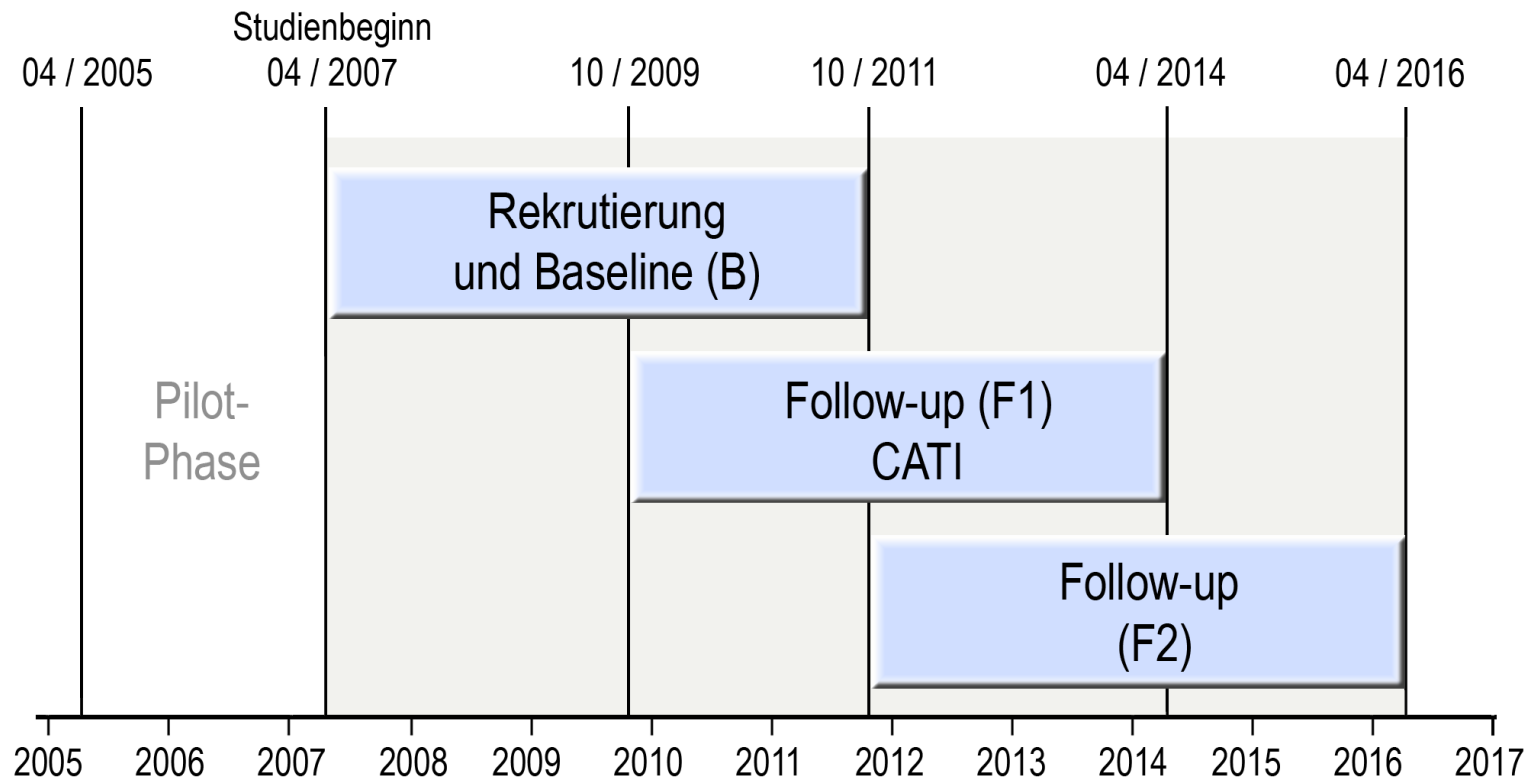 Studienbeginn
04 / 2005
04 / 2007
10 / 2009
10 / 2011
04 / 2014
04 / 2016
Rekrutierung
und Baseline (B)
Pilot-
Phase
Follow-up (F1)
CATI
Follow-up
(F2)
2005
2006
2007
2008
2009
2010
2011
2012
2013
2014
2015
2016
2017